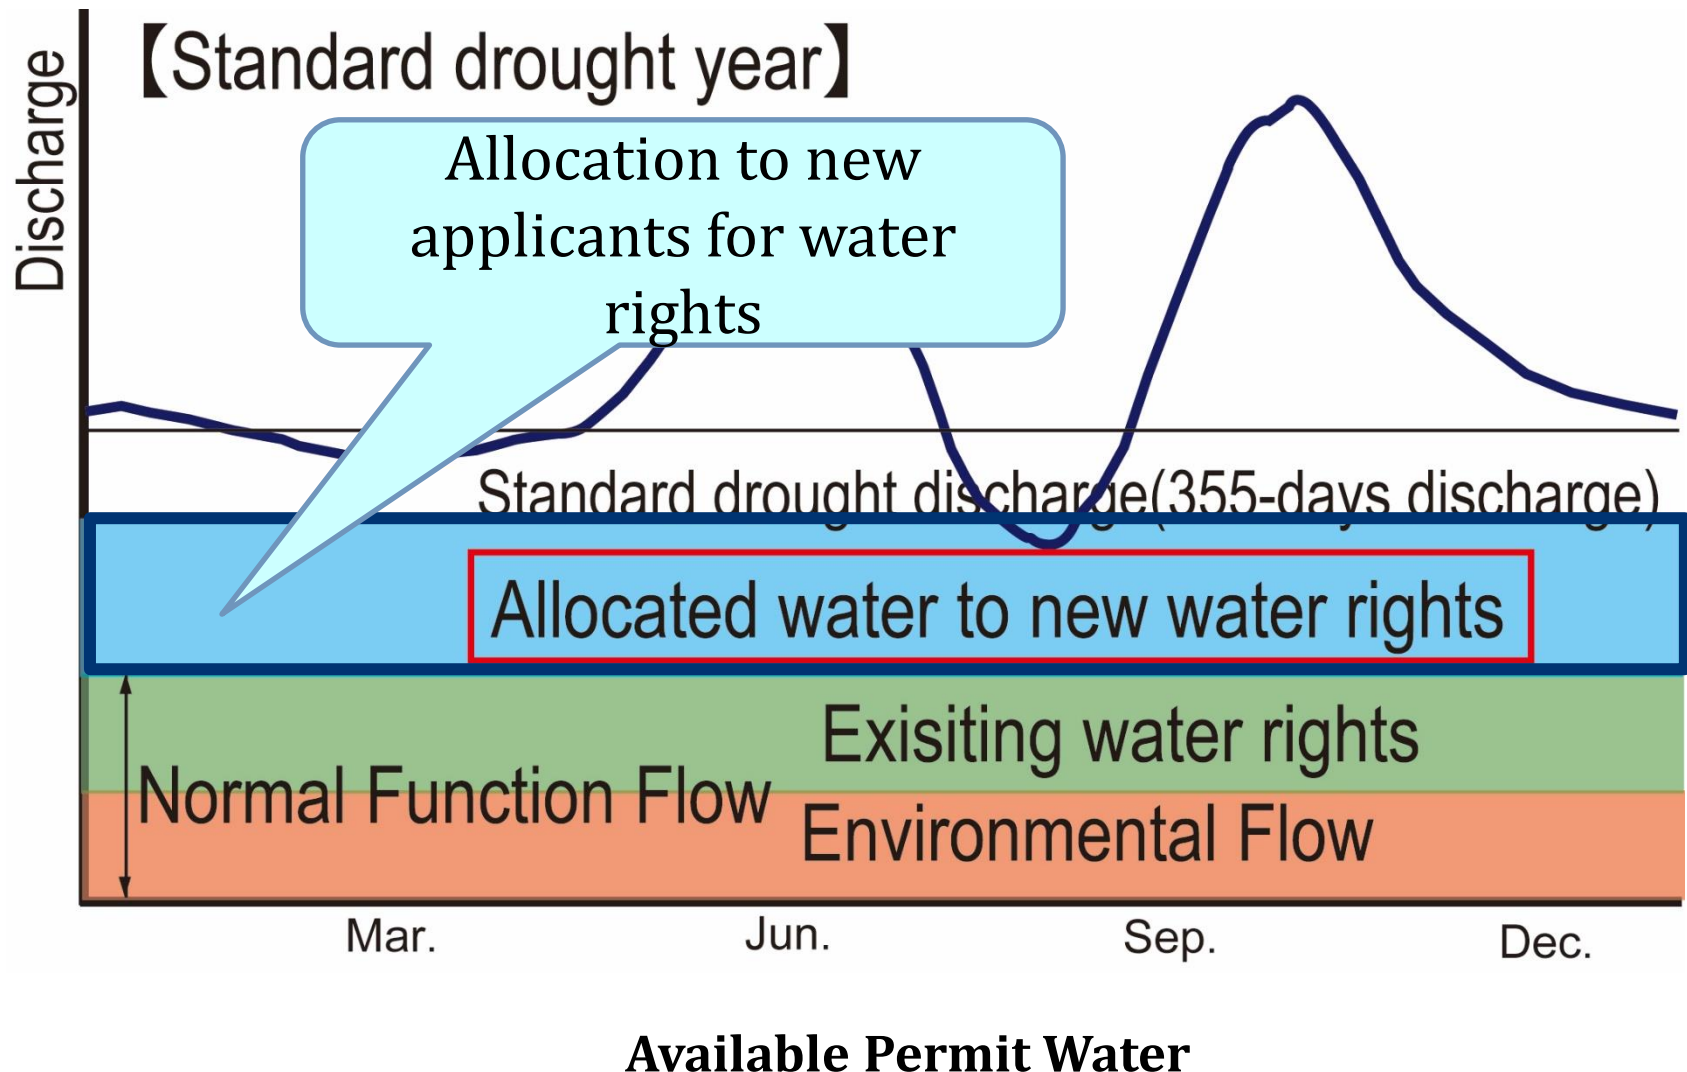 Discharge
【Standard drought year】
Allocation to new
applicants for water
rights
Standard drought discharge(355-days discharge)
Allocated water to new water rights
Exisiting water rights
Normal Function Flow
Environmental Flow
Mar.
Jun.
Sep.
Dec.
Available Permit Water